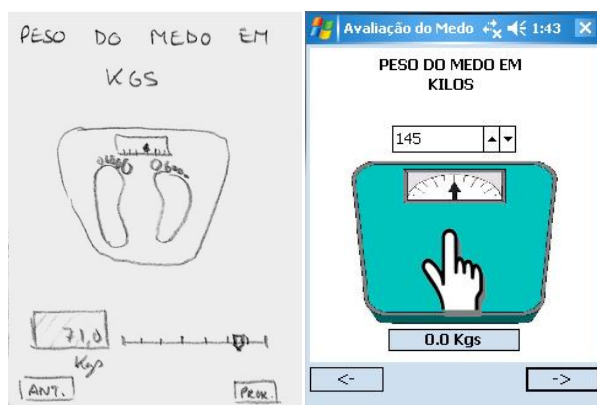 PESO DO MEDO EM
KGS
71,0
Kgs
ANT.
PROX.
Avaliação do Medo 1:43
PESO DO MEDO EM
KILOS
145
0.0 Kgs
<-
->